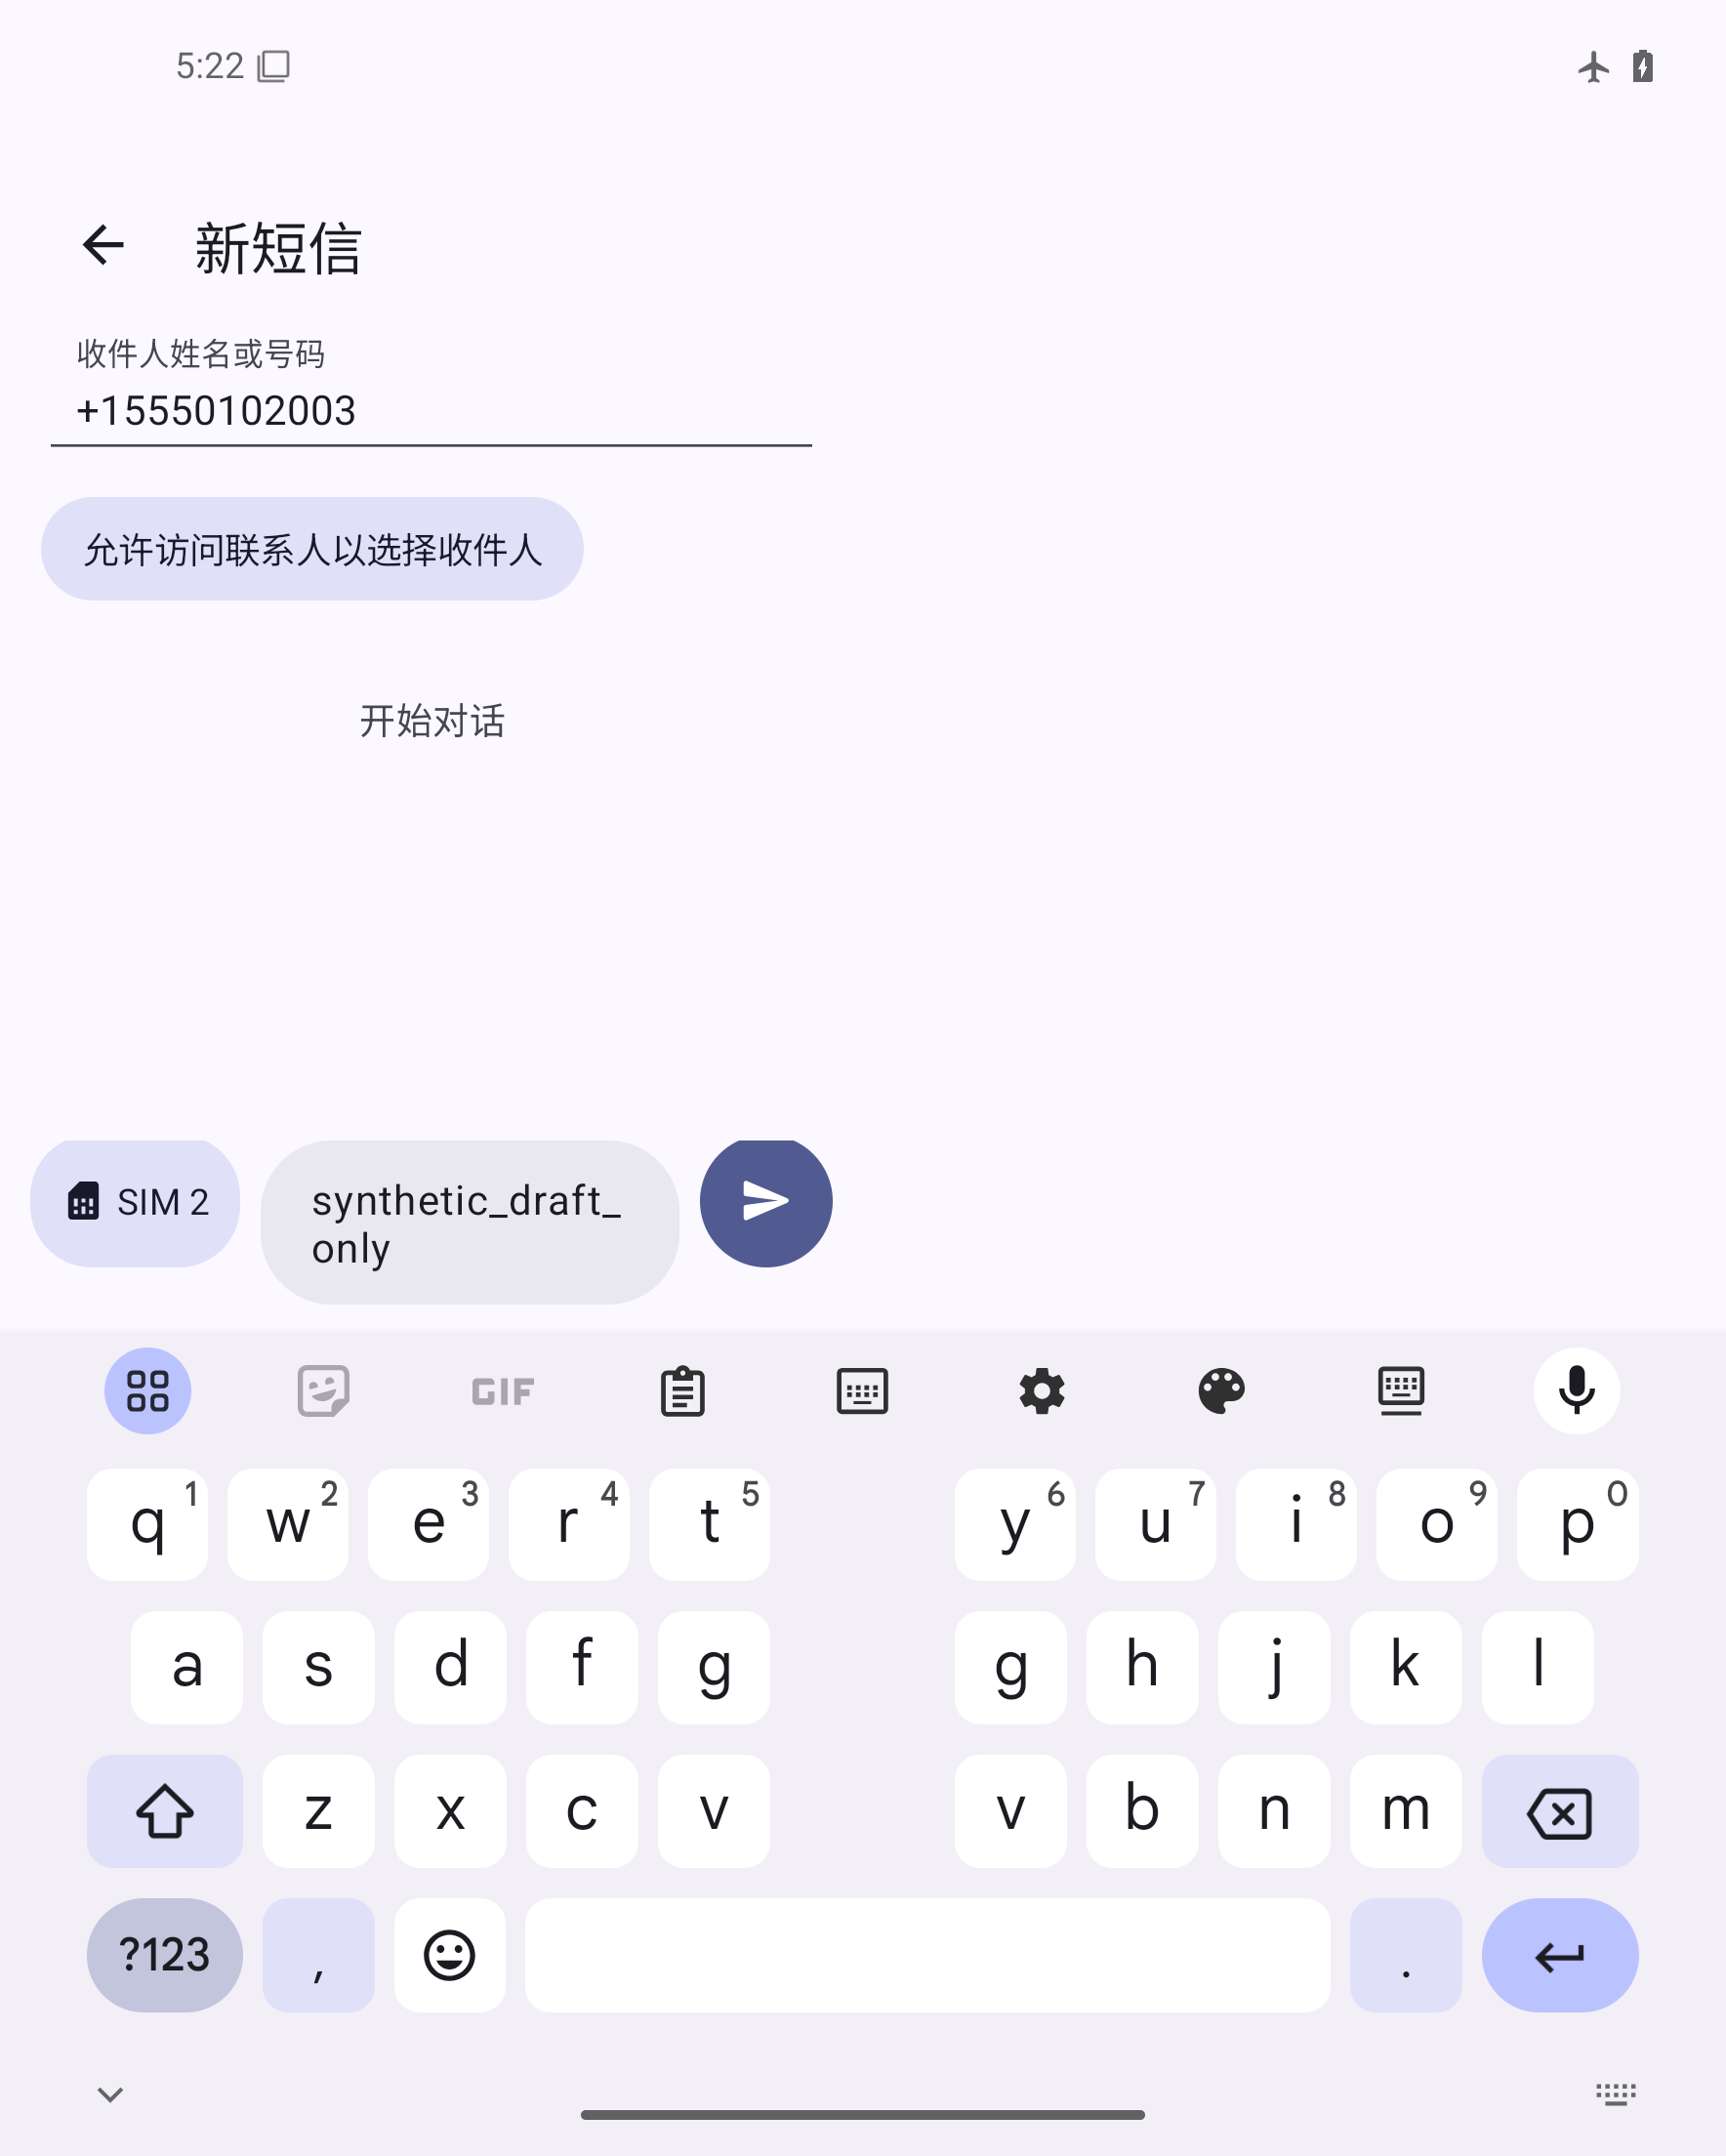 5:22
新短信
收件人姓名或号码
+15550102003
允许访问联系人以选择收件人
开始对话
SIM 2
synthetic_draft_
only
GIF
q 1 w 2 e 3 r 4 t 5 y 6 u 7 i 8 o 9 p 0
a s d f g g h j k l
z x c v v b n m
?123 , .